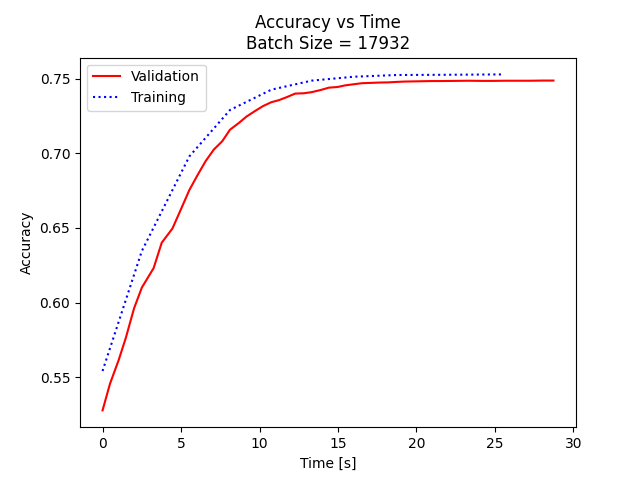 Accuracy vs Time
Batch Size = 17932
Validation
Training
0.75
0.70
0.65
0.60
0.55
Accuracy
0 5 10 15 20 25 30
Time [s]